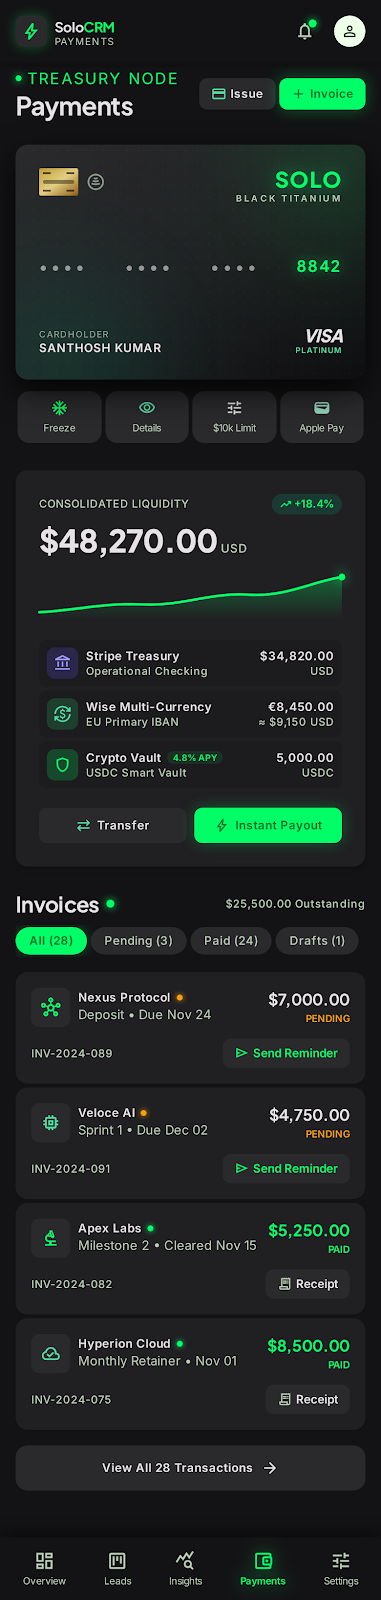 SoloCRM
PAYMENTS
TREASURY NODE
Payments
Issue
+ Invoice
SOLO
BLACK TITANIUM
•••• •••• •••• 8842
CARDHOLDER
SANTHOSH KUMAR
VISA
PLATINUM
Freeze
Details
$10k Limit
Apple Pay
CONSOLIDATED LIQUIDITY
+18.4%
$48,270.00 USD
Stripe Treasury
$34,820.00
Operational Checking
USD
Wise Multi-Currency
€8,450.00
EU Primary IBAN
≈ $9,150 USD
Crypto Vault 4.8% APY
5,000.00
USDC Smart Vault
USDC
Transfer
Instant Payout
Invoices
$25,500.00 Outstanding
All (28)
Pending (3)
Paid (24)
Drafts (1)
Nexus Protocol
$7,000.00
Deposit • Due Nov 24
PENDING
INV-2024-089
Send Reminder
Veloce AI
$4,750.00
Sprint 1 • Due Dec 02
PENDING
INV-2024-091
Send Reminder
Apex Labs
$5,250.00
Milestone 2 • Cleared Nov 15
PAID
INV-2024-082
Receipt
Hyperion Cloud
$8,500.00
Monthly Retainer • Nov 01
PAID
INV-2024-075
Receipt
View All 28 Transactions →
Overview
Leads
Insights
Payments
Settings